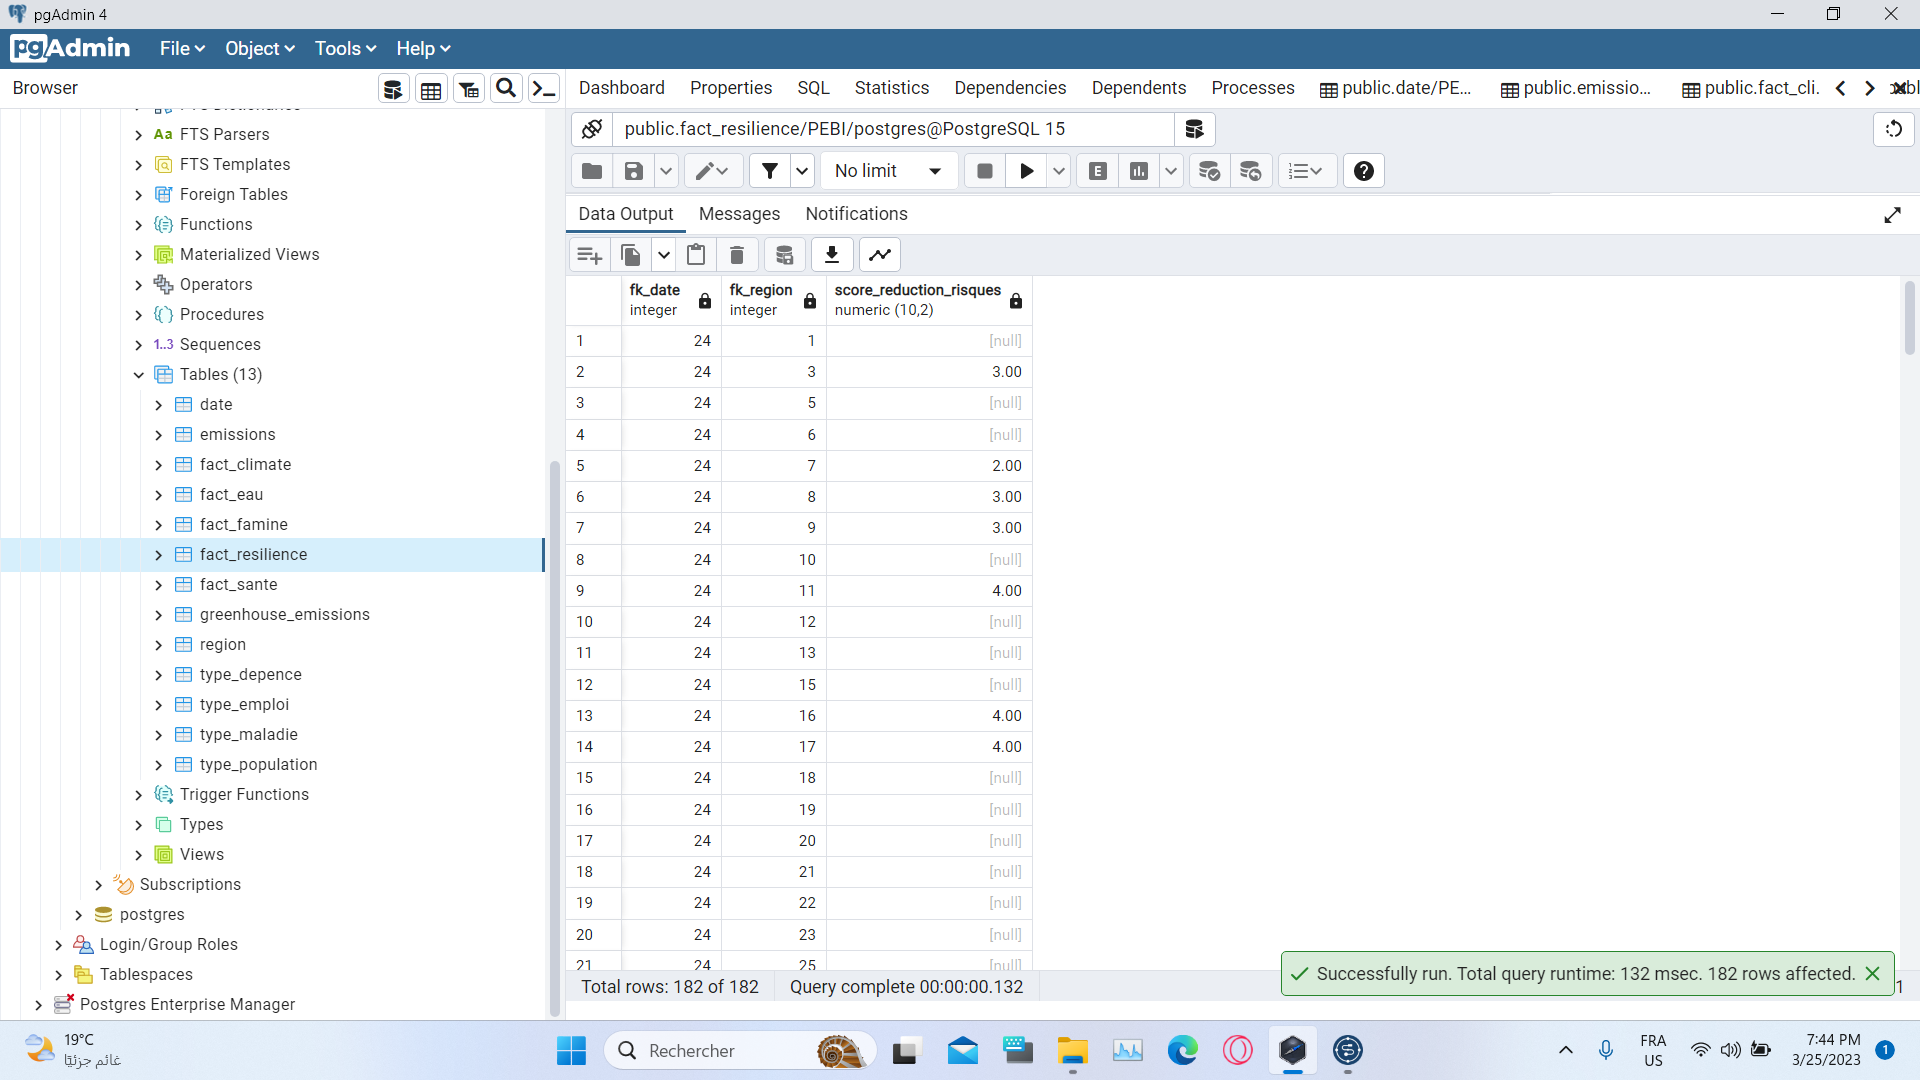 pgAdmin 4
pgAdmin File Object Tools Help
Browser
Dashboard Properties SQL Statistics Dependencies Dependents Processes public.date/PE... public.emissio... public.fact_cli.
public.fact_resilience/PEBI/postgres@PostgreSQL 15
No limit
Data Output Messages Notifications
FTS Dictionaries
Aa FTS Parsers
FTS Templates
Foreign Tables
Functions
Materialized Views
Operators
Procedures
1..3 Sequences
Tables (13)
date
emissions
fact_climate
fact_eau
fact_famine
fact_resilience
fact_sante
greenhouse_emissions
region
type_depence
type_emploi
type_maladie
type_population
Trigger Functions
Types
Views
Subscriptions
postgres
Login/Group Roles
Tablespaces
Postgres Enterprise Manager
fk_date fk_region score_reduction_risques
integer integer numeric (10,2)
1 24 1 [null]
2 24 3 3.00
3 24 5 [null]
4 24 6 [null]
5 24 7 2.00
6 24 8 3.00
7 24 9 3.00
8 24 10 [null]
9 24 11 4.00
10 24 12 [null]
11 24 13 [null]
12 24 15 [null]
13 24 16 4.00
14 24 17 4.00
15 24 18 [null]
16 24 19 [null]
17 24 20 [null]
18 24 21 [null]
19 24 22 [null]
20 24 23 [null]
21 24 25 [null]
Total rows: 182 of 182 Query complete 00:00:00.132
Successfully run. Total query runtime: 132 msec. 182 rows affected.
1
19°C
غائم جزئيًا
Rechercher
FRA
US
7:44 PM
3/25/2023
1